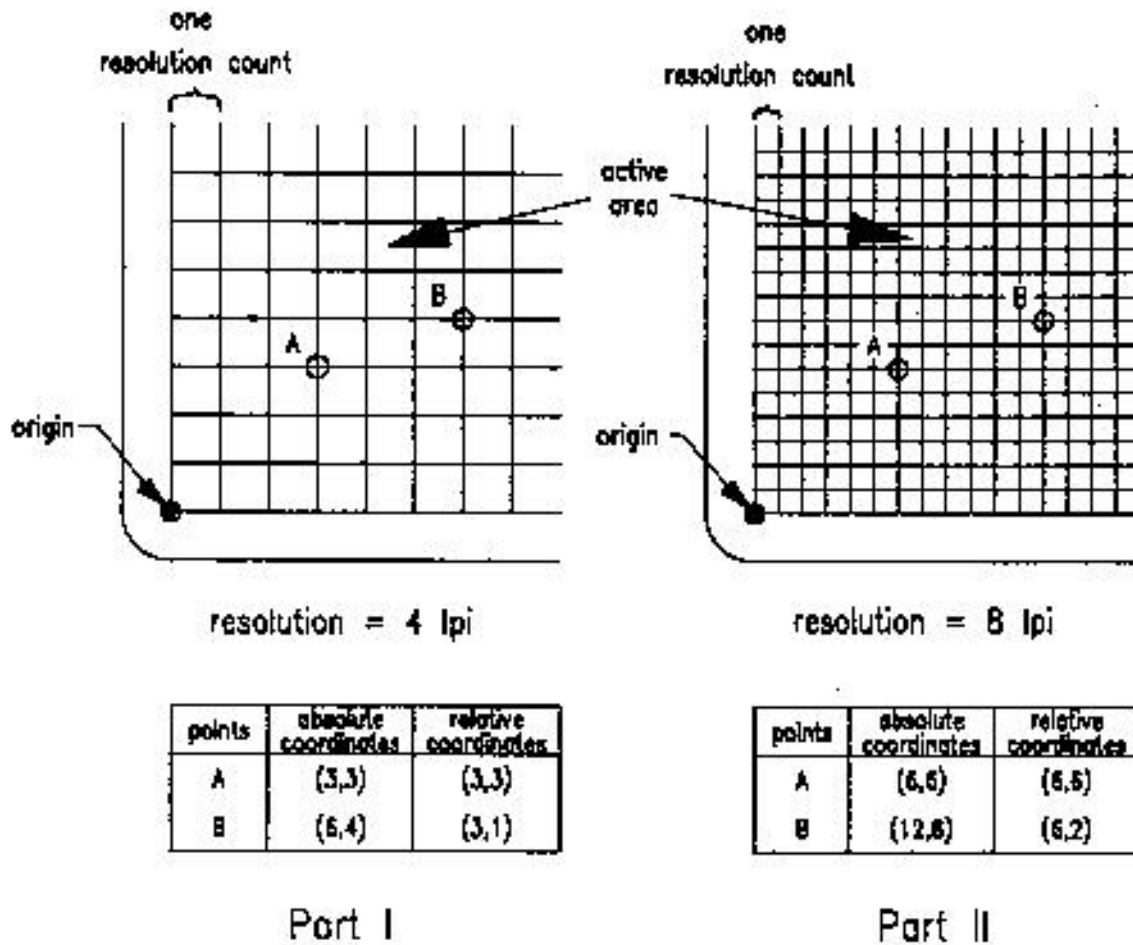 one
resolution count
one
resolution count
active
area
B
A
B
A
origin
origin
resolution = 4 lpi
resolution = 8 lpi
points absolute coordinates relative coordinates
A (3,3) (3,3)
B (6,4) (3,1)
points absolute coordinates relative coordinates
A (6,6) (6,6)
B (12,8) (6,2)
Part I
Part II